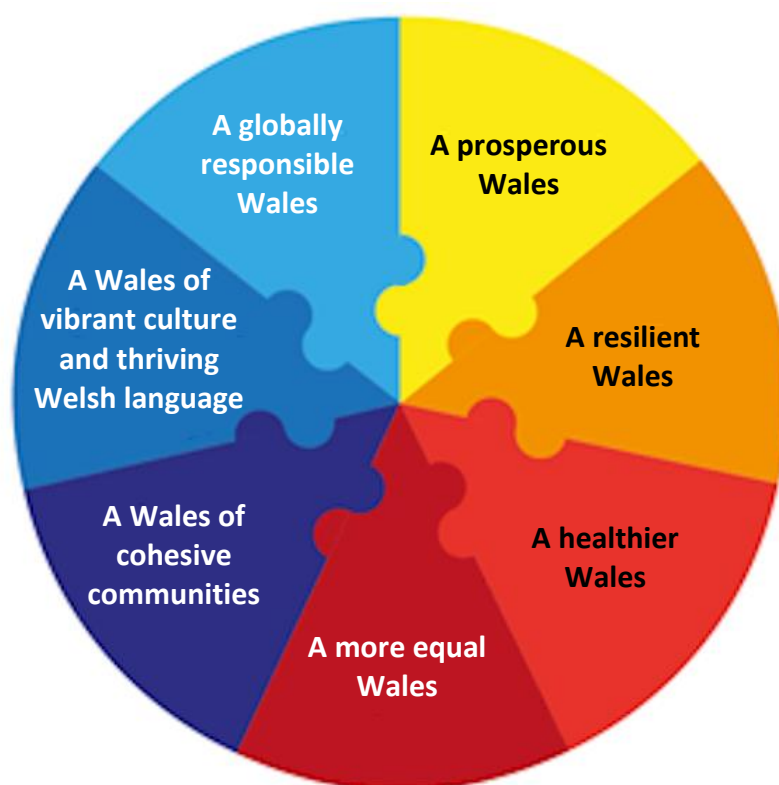 A prosperous
Wales
A resilient
Wales
A healthier
Wales
A more equal
Wales
A Wales of
cohesive
communities
A Wales of
vibrant culture
and thriving
Welsh language
A globally
responsible
Wales